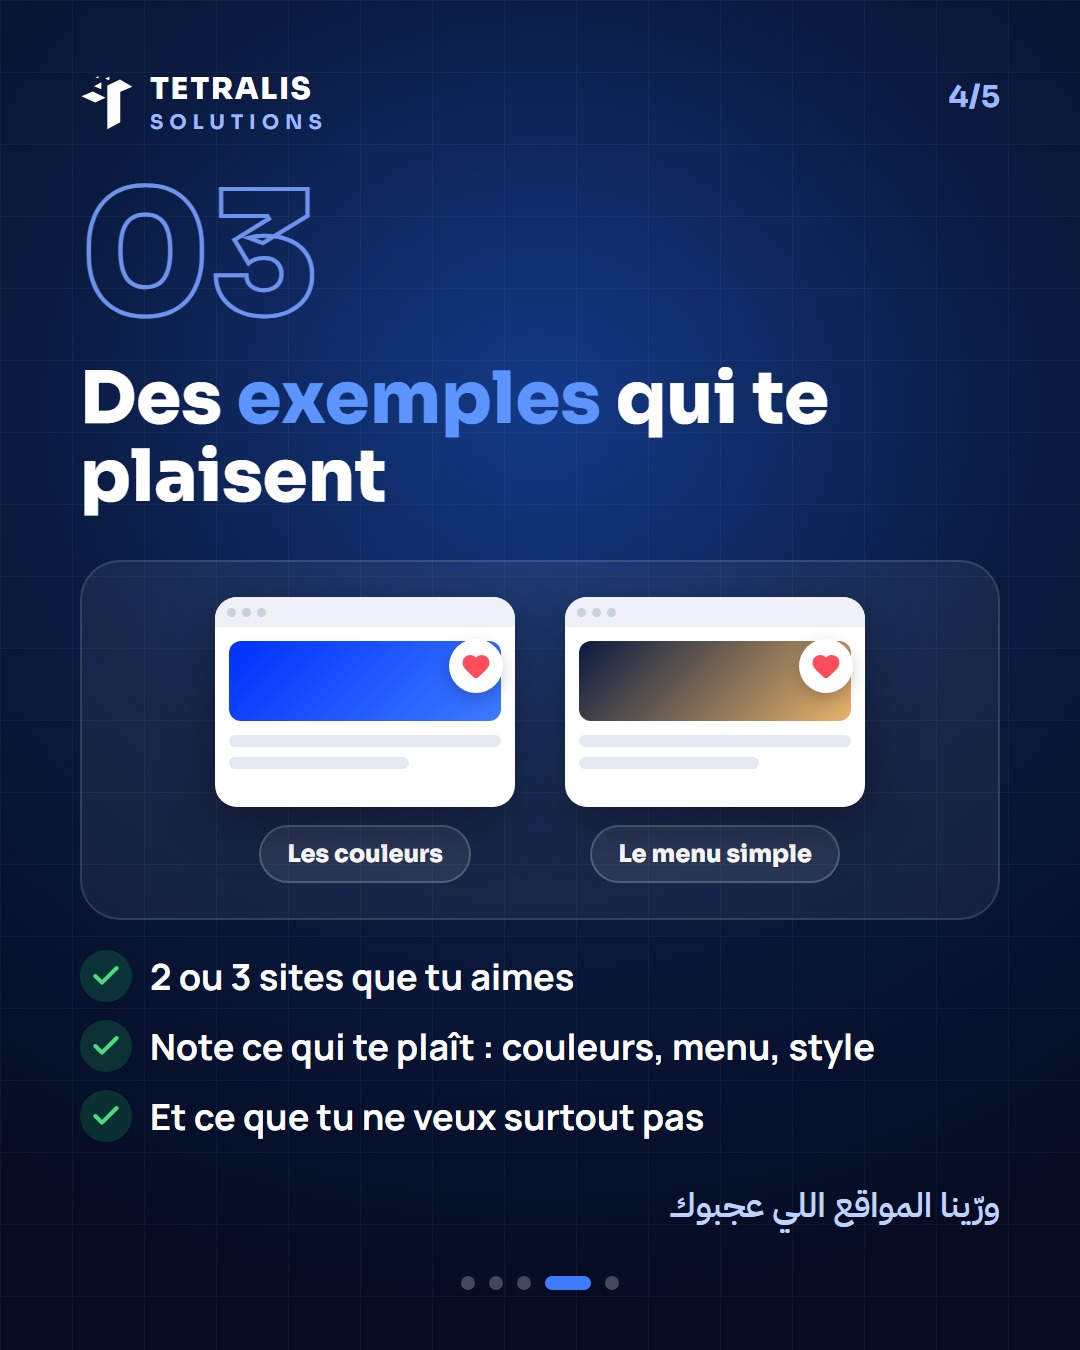 TETRALIS
SOLUTIONS
4/5
03
Des exemples qui te
plaisent
Les couleurs
Le menu simple
2 ou 3 sites que tu aimes
Note ce qui te plaît : couleurs, menu, style
Et ce que tu ne veux surtout pas
ورّينا المواقع اللي عجبوك